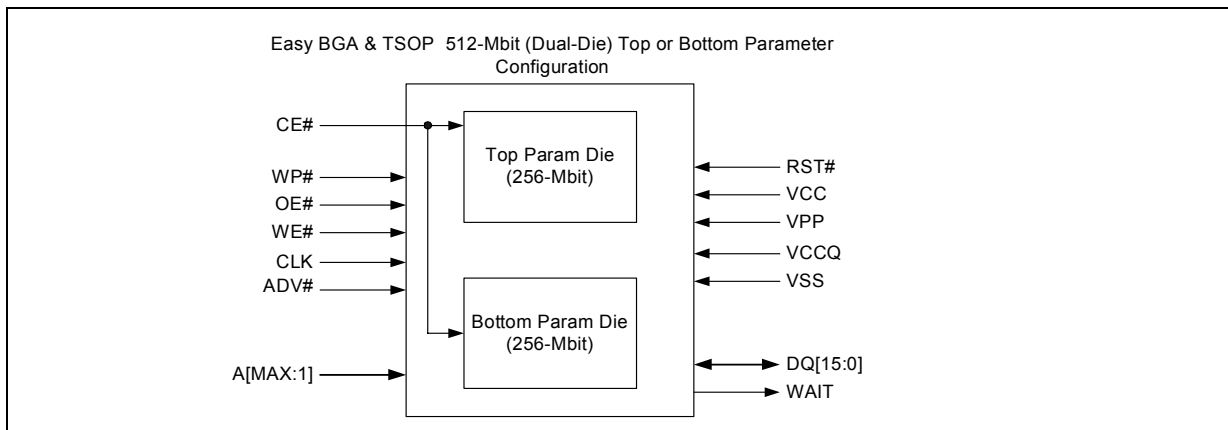 Easy BGA & TSOP 512-Mbit (Dual-Die) Top or Bottom Parameter
Configuration
CE#
WP#
OE#
WE#
CLK
ADV#
A[MAX:1]
Top Param Die
(256-Mbit)
Bottom Param Die
(256-Mbit)
RST#
VCC
VPP
VCCQ
VSS
DQ[15:0]
WAIT